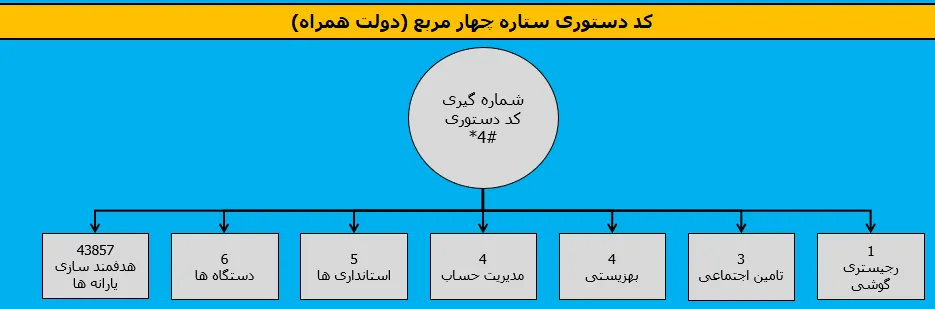 کد دستوری ستاره چهار مربع (دولت همراه)
شماره گیری
کد دستوری
*4#
1
رجیستری
گوشی
3
تامین اجتماعی
4
بهزیستی
4
مدیریت حساب
5
استانداری ها
6
دستگاه ها
43857
هدفمند سازی
یارانه ها